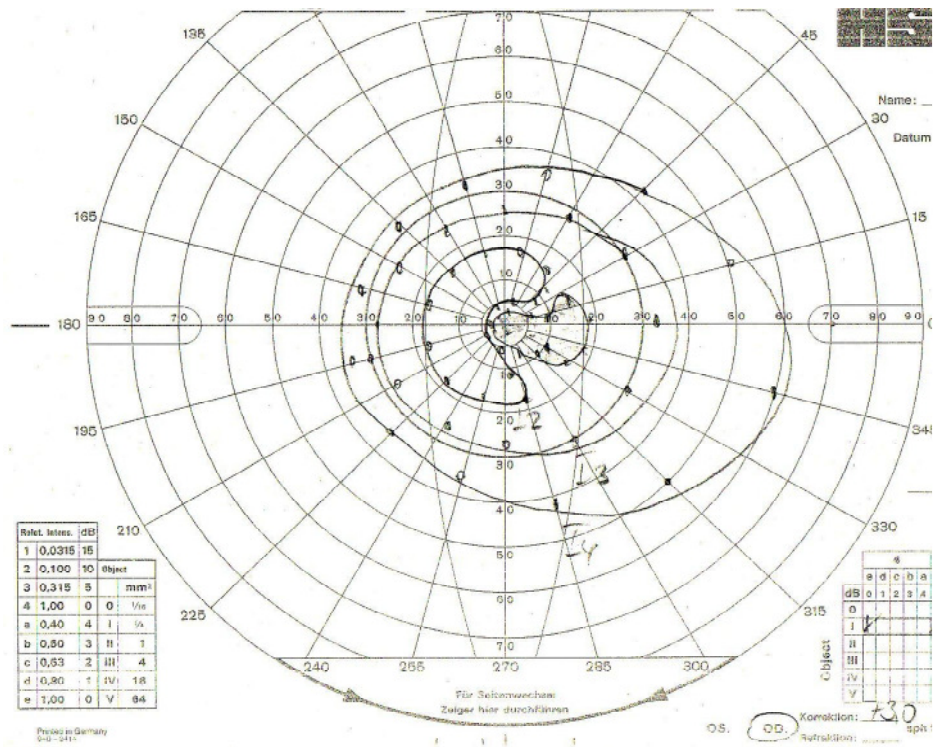 70
60
50
40
30
20
10
135
45
150
30
165
15
180
0
195
345
210
330
225
315
240
255
270
285
300
90 80 70 60 50 40 30 20 10
10 20 30 40 50 60 70 80 90
10
20
30
40
50
60
70
Name:
Datum
I2
I3
I4
Relat. Intens. dB
1 0,0315 15
2 0,100 10 Object
3 0,315 5 mm²
4 1,00 0 0 1/16
a 0,40 4 I 1/4
b 0,50 3 II 1
c 0,63 2 III 4
d 0,80 1 IV 16
e 1,00 0 V 64
Printed in Germany
Für Seitenwechsel
Zeiger hier durchführen
e d c b a
dB 0 1 2 3 4
Object
0
I
II
III
IV
V
OS. OD.
Korrektion: +30
sph
Refraktion: